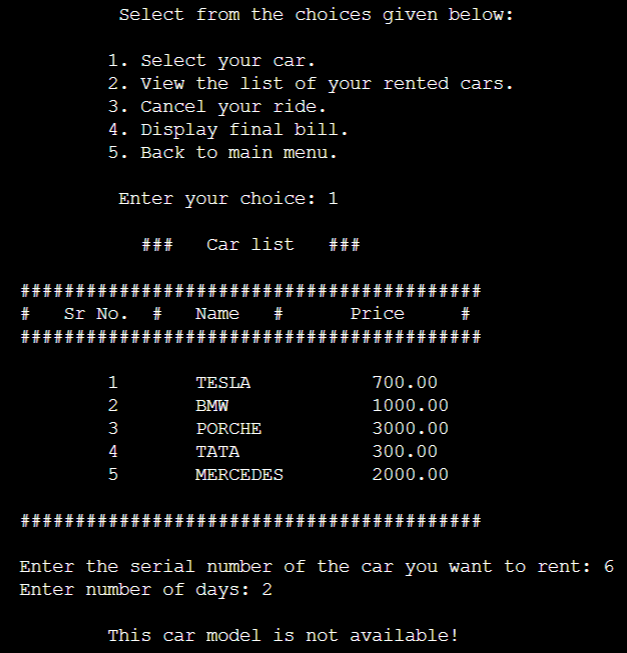 Select from the choices given below:
1. Select your car.
2. View the list of your rented cars.
3. Cancel your ride.
4. Display final bill.
5. Back to main menu.
Enter your choice: 1
### Car list ###
##########################################
# Sr No. # Name # Price #
##########################################
1 TESLA 700.00
2 BMW 1000.00
3 PORCHE 3000.00
4 TATA 300.00
5 MERCEDES 2000.00
##########################################
Enter the serial number of the car you want to rent: 6
Enter number of days: 2
This car model is not available!